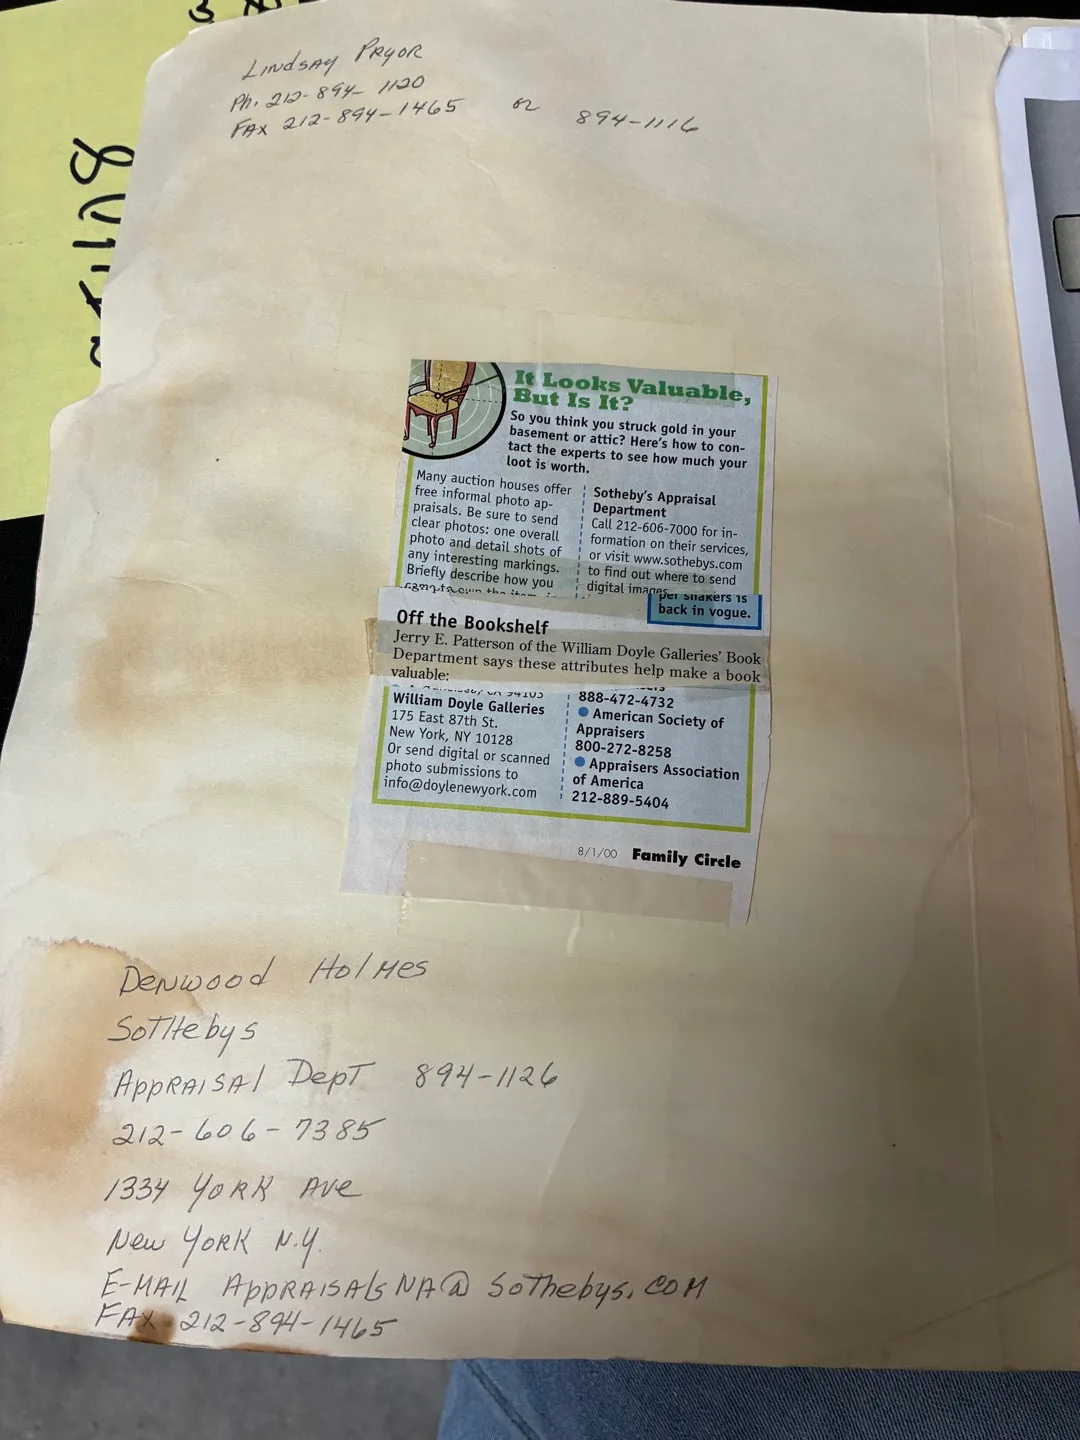 Lindsay Pryor
Ph. 212-894-1120
FAX 212-894-1465 or 894-1116
It Looks Valuable,
But Is It?
So you think you struck gold in your
basement or attic? Here's how to con-
tact the experts to see how much your
loot is worth.
Many auction houses offer
free informal photo ap-
praisals. Be sure to send
clear photos: one overall
photo and detail shots of
any interesting markings.
Briefly describe how you
Sotheby's Appraisal
Department
Call 212-606-7000 for in-
formation on their services,
or visit www.sothebys.com
to find out where to send
digital images.
per shakers is
back in vogue.
Off the Bookshelf
Jerry E. Patterson of the William Doyle Galleries' Book
Department says these attributes help make a book
valuable:
CA 94103
William Doyle Galleries
175 East 87th St.
New York, NY 10128
Or send digital or scanned
photo submissions to
info@doylenewyork.com
888-472-4732
● American Society of
Appraisers
800-272-8258
● Appraisers Association
of America
212-889-5404
8/1/00 Family Circle
Denwood Holmes
Sothebys
Appraisal Dept 894-1126
212-606-7385
1334 York Ave
New York N.Y.
E-MAIL AppRAISAlsNA@Sothebys.com
FAX 212-894-1465